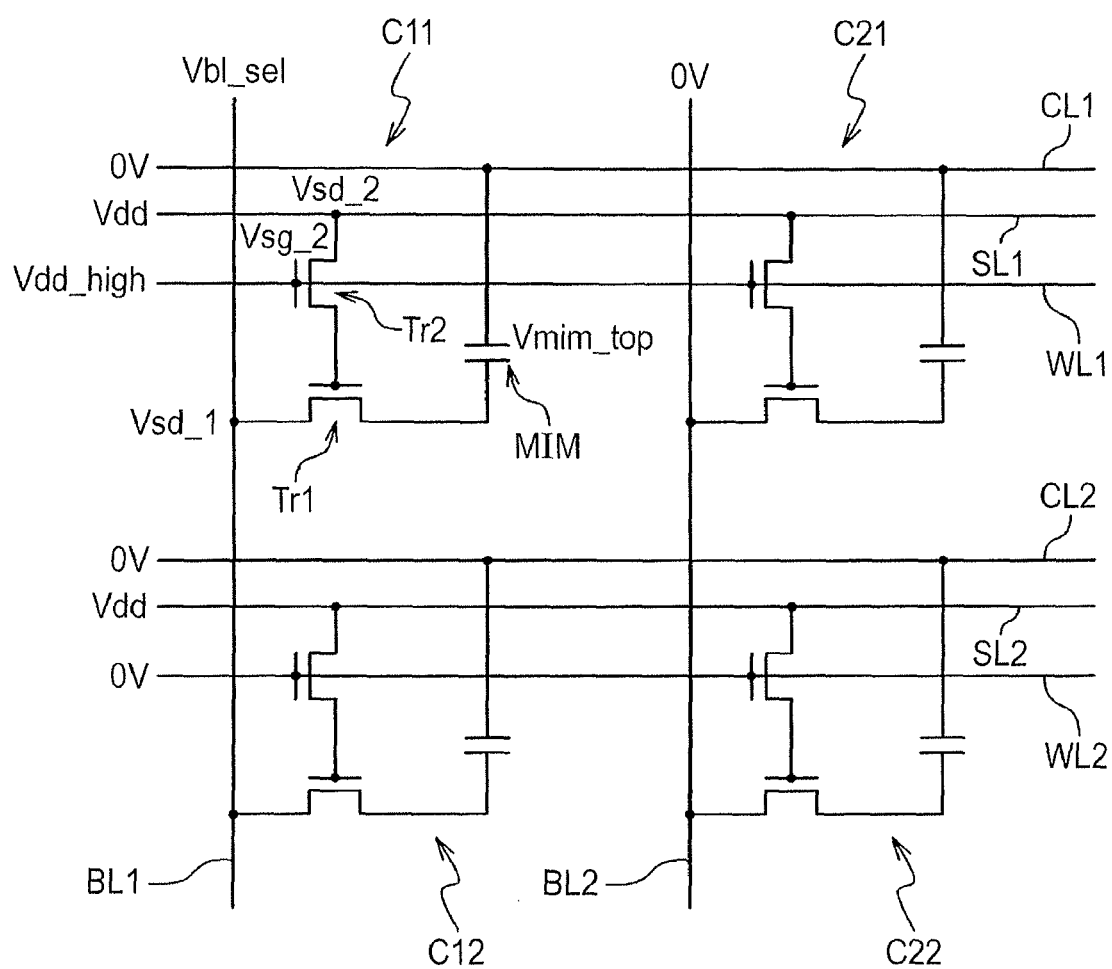 C11
C21
Vbl_sel
0V
CL1
0V
Vsd_2
Vdd
Vsg_2
SL1
Vdd_high
Tr2
Vmim_top
WL1
Vsd_1
MIM
Tr1
CL2
0V
Vdd
SL2
0V
WL2
BL1
BL2
C12
C22